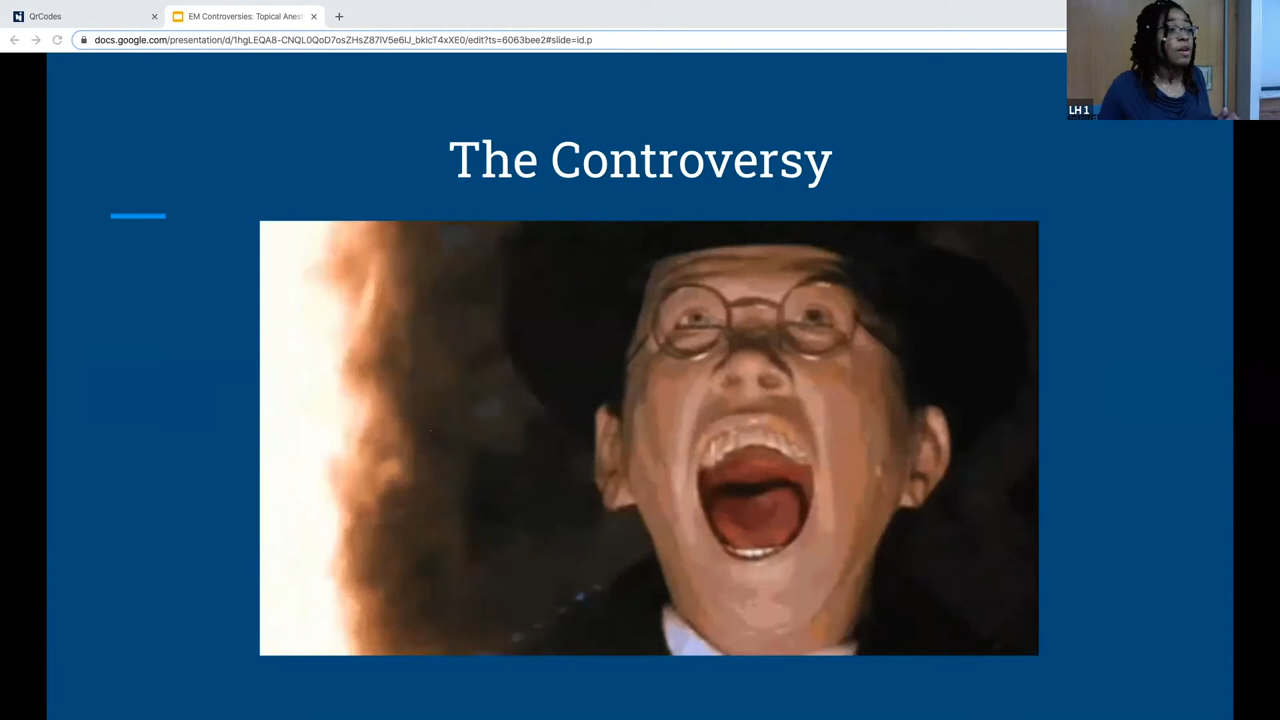 QrCodes
EM Controversies: Topical Anest
docs.google.com/presentation/d/1hgLEQA8-CNQL0QoD7osZHsZ87IV5e6IJ_bkIcT4xXE0/edit?ts=6063bee2#slide=id.p
LH 1
The Controversy